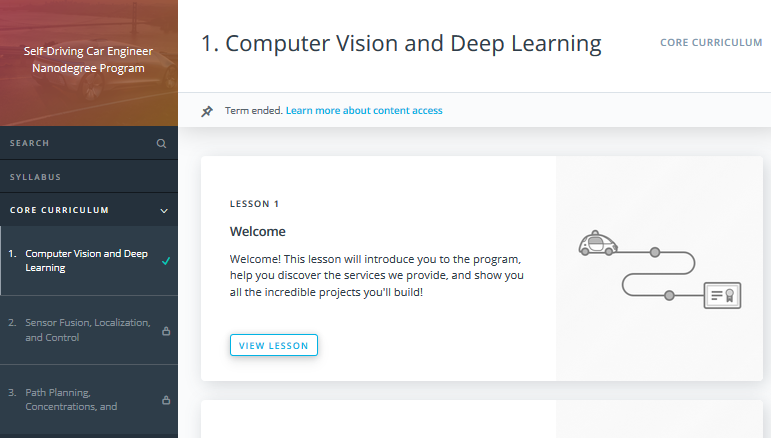 Self-Driving Car Engineer
Nanodegree Program
SEARCH
SYLLABUS
CORE CURRICULUM
1. Computer Vision and Deep
Learning
2. Sensor Fusion, Localization,
and Control
3. Path Planning,
Concentrations, and
1. Computer Vision and Deep Learning
CORE CURRICULUM
Term ended. Learn more about content access
LESSON 1
Welcome
Welcome! This lesson will introduce you to the program,
help you discover the services we provide, and show you
all the incredible projects you'll build!
VIEW LESSON